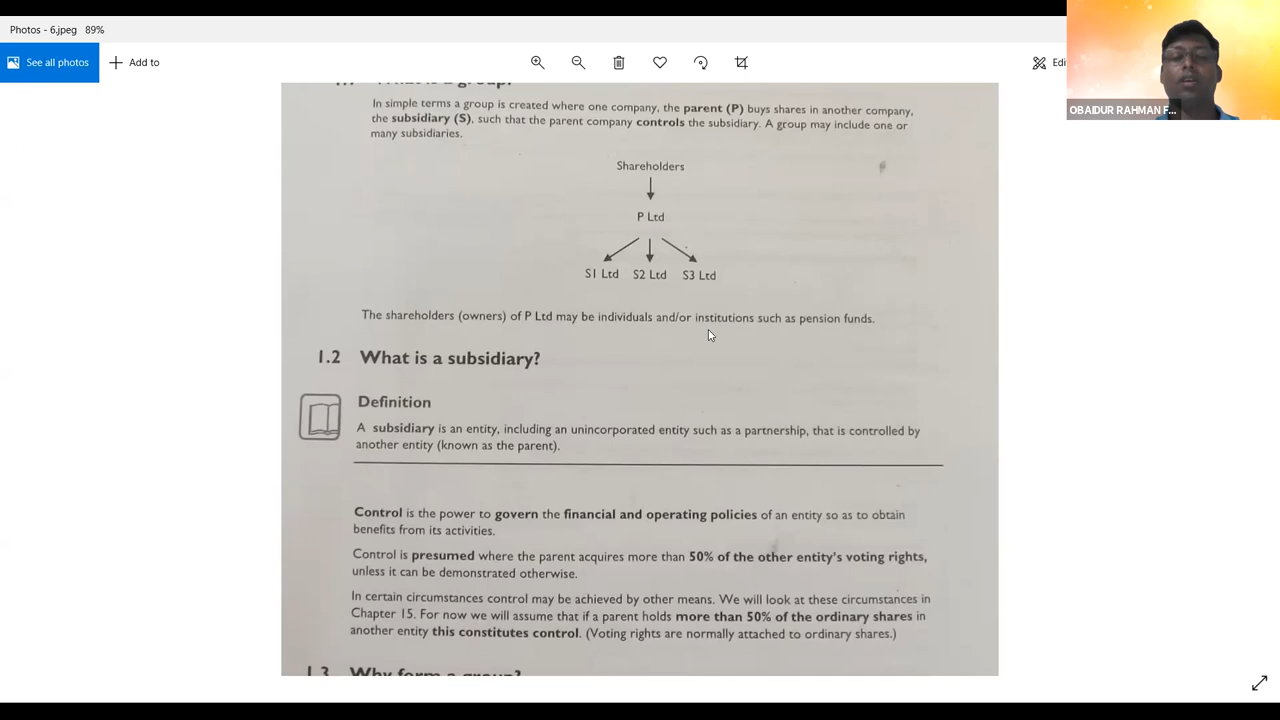 Photos - 6.jpeg 89%
See all photos
Add to
OBAIDUR RAHMAN F...
In simple terms a group is created where one company, the parent (P) buys shares in another company,
the subsidiary (S), such that the parent company controls the subsidiary. A group may include one or
many subsidiaries.
Shareholders
P Ltd
S1 Ltd S2 Ltd S3 Ltd
The shareholders (owners) of P Ltd may be individuals and/or institutions such as pension funds.
1.2 What is a subsidiary?
Definition
A subsidiary is an entity, including an unincorporated entity such as a partnership, that is controlled by
another entity (known as the parent).
Control is the power to govern the financial and operating policies of an entity so as to obtain
benefits from its activities.
Control is presumed where the parent acquires more than 50% of the other entity's voting rights,
unless it can be demonstrated otherwise.
In certain circumstances control may be achieved by other means. We will look at these circumstances in
Chapter 15. For now we will assume that if a parent holds more than 50% of the ordinary shares in
another entity this constitutes control. (Voting rights are normally attached to ordinary shares.)
1.3 Why form a group?